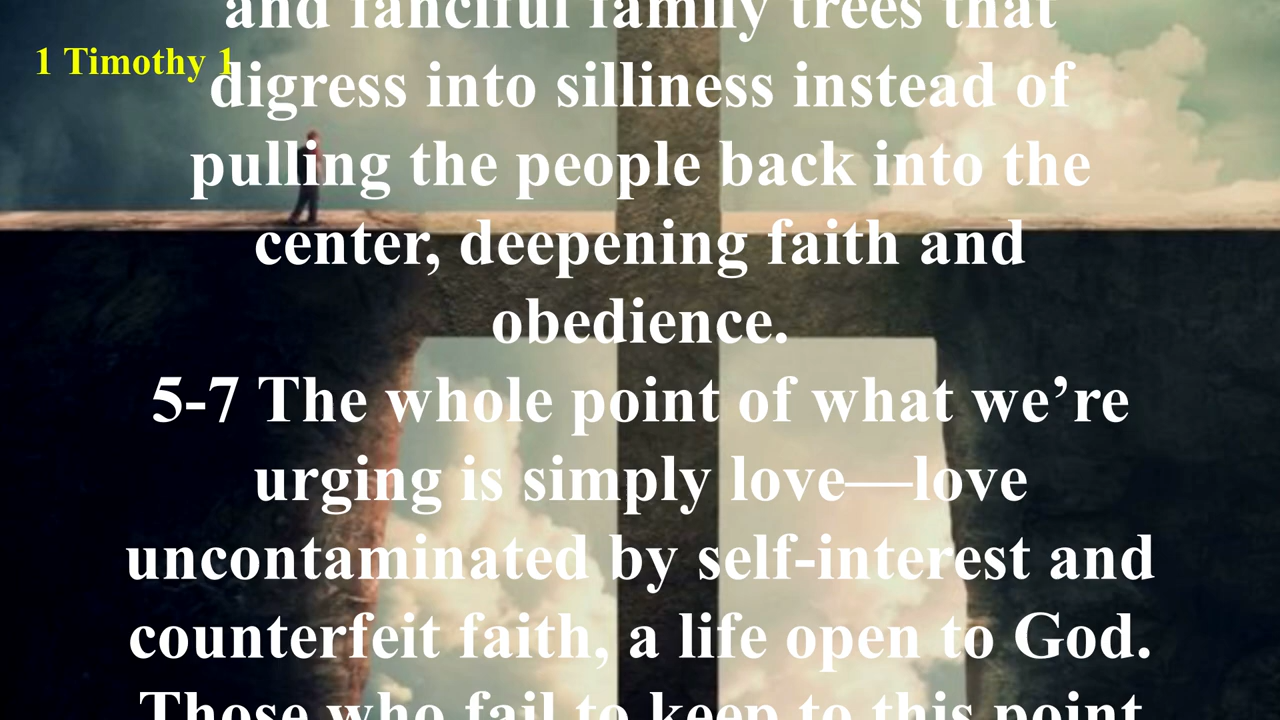 and fanciful family trees that
1 Timothy 1
digress into silliness instead of
pulling the people back into the
center, deepening faith and
obedience.
5-7 The whole point of what we’re
urging is simply love—love
uncontaminated by self-interest and
counterfeit faith, a life open to God.
Those who fail to keep to this point